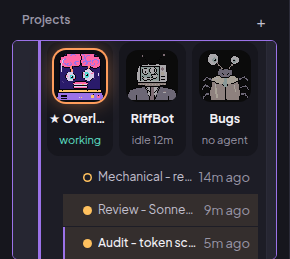 Projects +
★ Overl... RiffBot Bugs
working idle 12m no agent
Mechanical - re... 14m ago
Review - Sonne... 9m ago
Audit - token sc... 5m ago